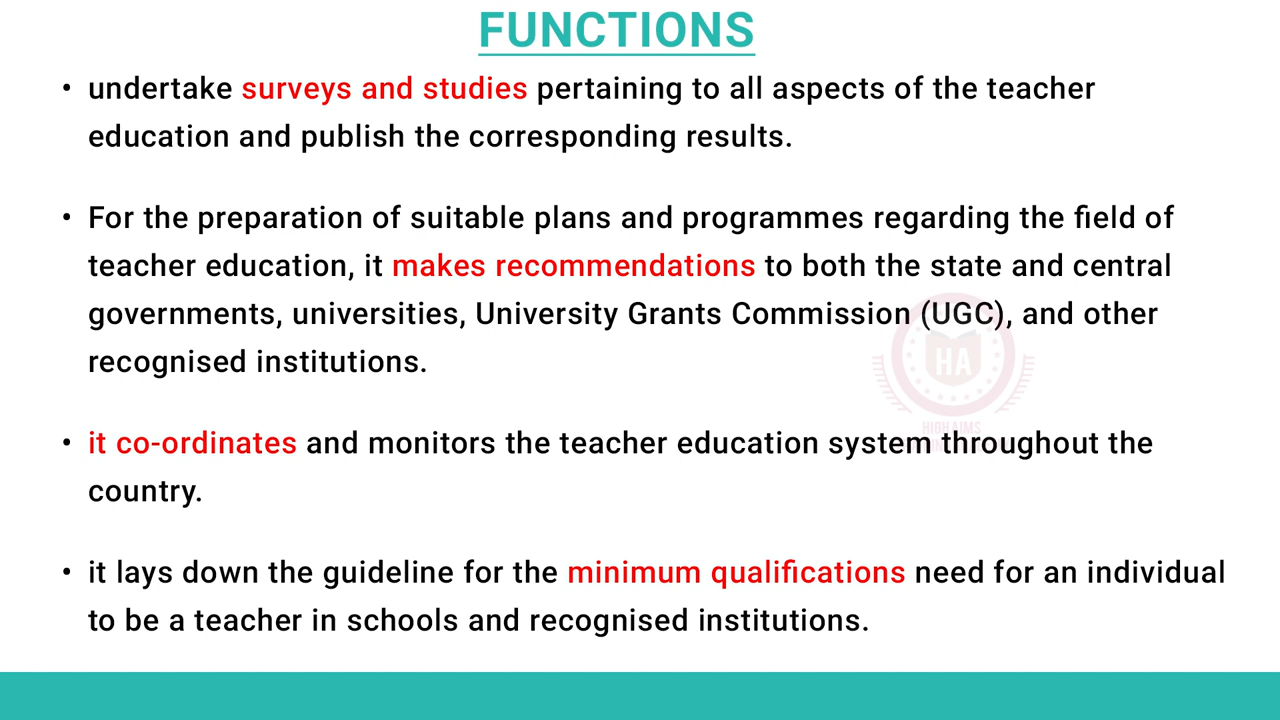 FUNCTIONS
• undertake surveys and studies pertaining to all aspects of the teacher
education and publish the corresponding results.
• For the preparation of suitable plans and programmes regarding the field of
teacher education, it makes recommendations to both the state and central
governments, universities, University Grants Commission (UGC), and other
recognised institutions.
HA
HIGH AIMS
• it co-ordinates and monitors the teacher education system throughout the
country.
• it lays down the guideline for the minimum qualifications need for an individual
to be a teacher in schools and recognised institutions.